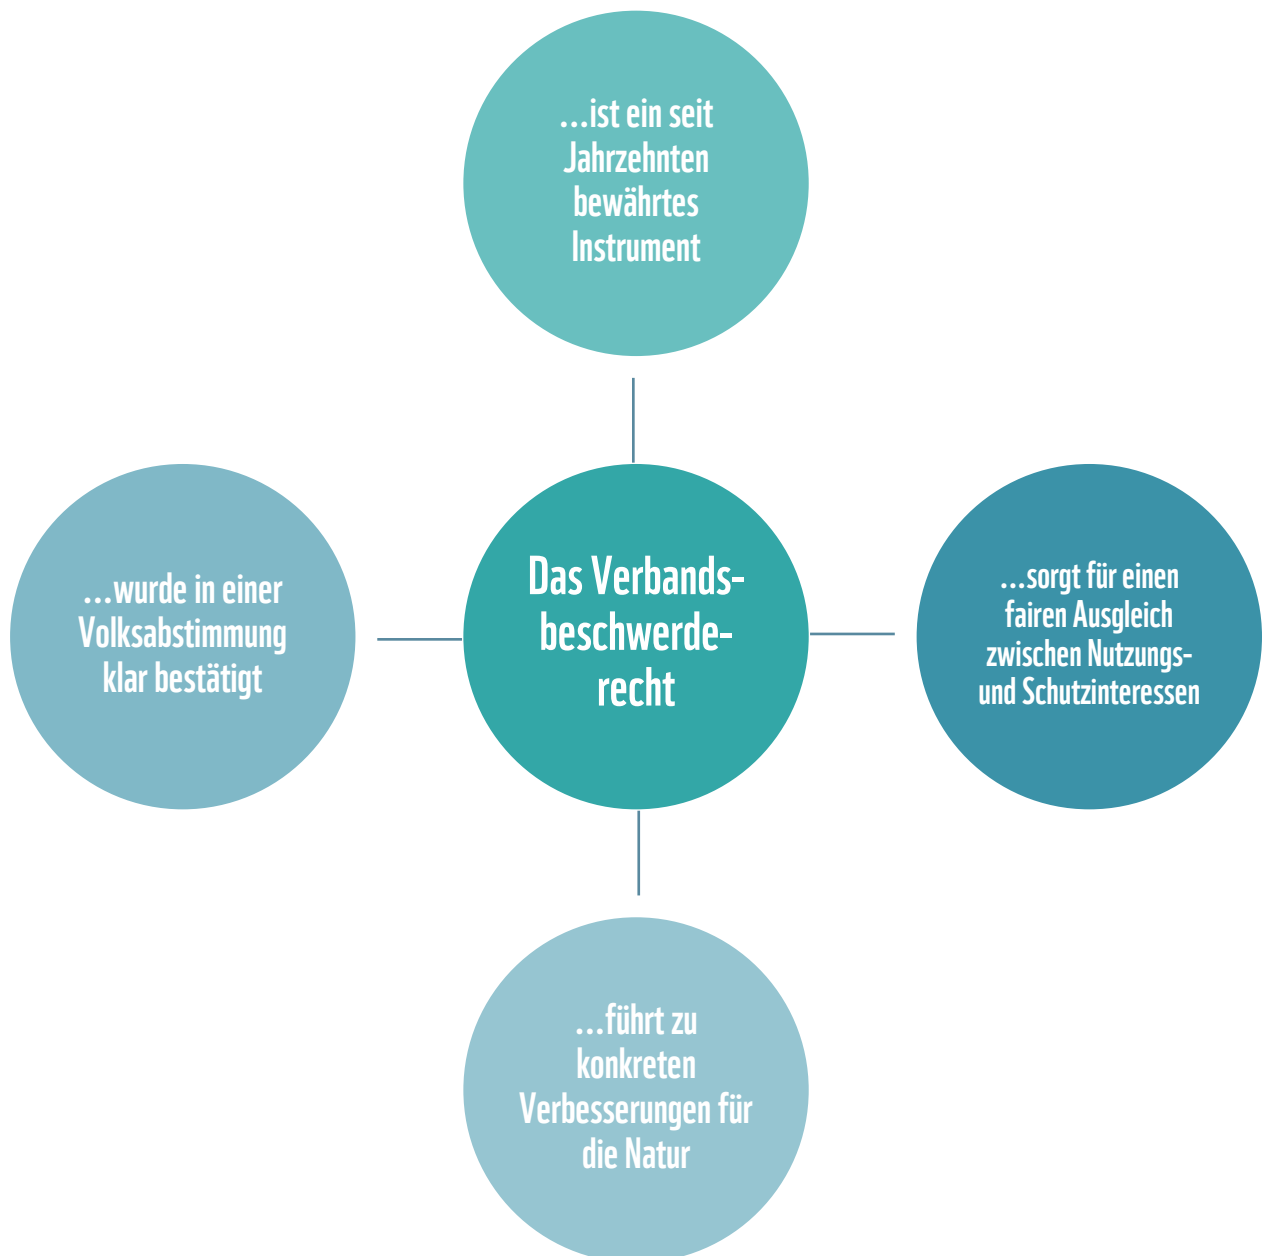 ...ist ein seit
Jahrzehnten
bewährtes
Instrument
...wurde in einer
Volksabstimmung
klar bestätigt
Das Verbands-
beschwerde-
recht
...sorgt für einen
fairen Ausgleich
zwischen Nutzungs-
und Schutzinteressen
...führt zu
konkreten
Verbesserungen für
die Natur